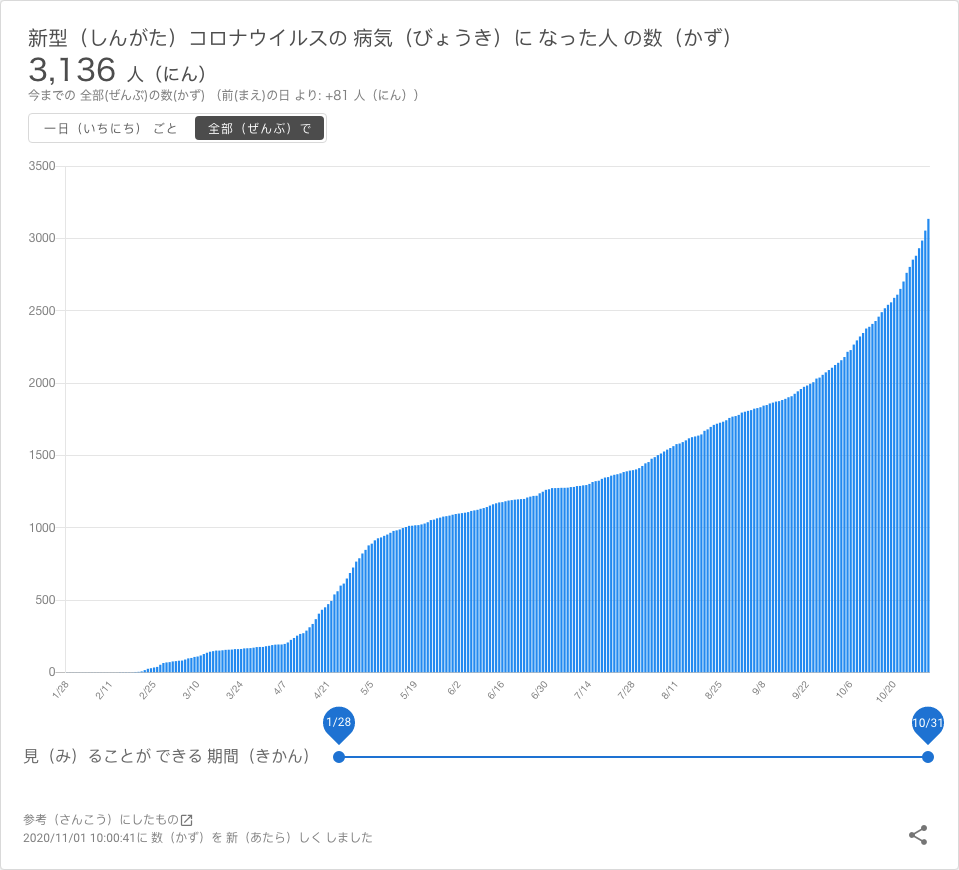 新型（しんがた）コロナウイルスの 病気（びょうき）に なった人 の数（かず）
3,136 人（にん）
今までの 全部(ぜんぶ)の数(かず) （前(まえ)の日 より: +81 人（にん））
一日（いちにち） ごと 全部（ぜんぶ）で
3500
3000
2500
2000
1500
1000
500
0
1/28 2/11 2/25 3/10 3/24 4/7 4/21 5/5 5/19 6/2 6/16 6/30 7/14 7/28 8/11 8/25 9/8 9/22 10/6 10/20
1/28 10/31
見（み）ることが できる 期間（きかん）
参考（さんこう）にしたもの
2020/11/01 10:00:41に 数（かず）を 新（あたら）しく しました